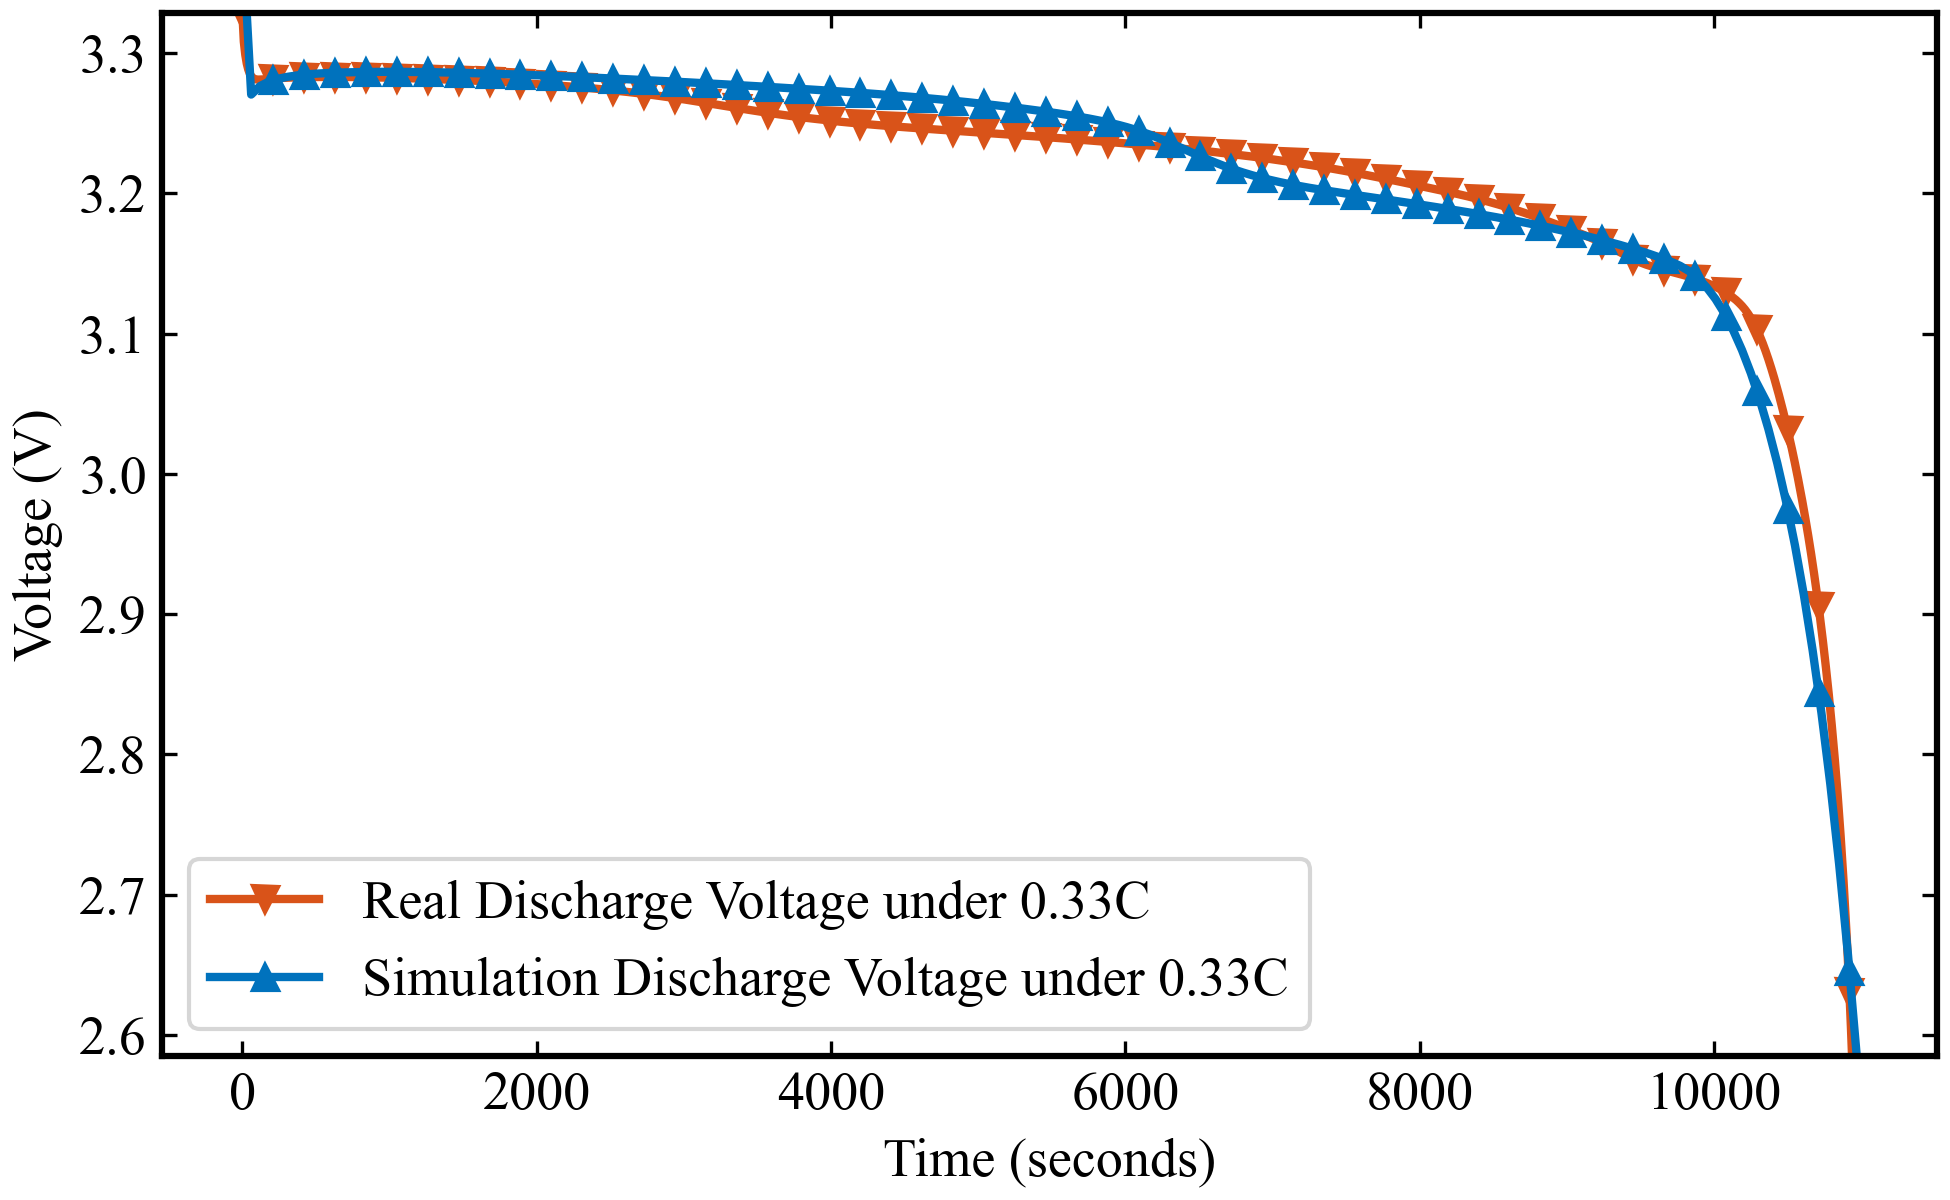 3.3
3.2
3.1
3.0
2.9
2.8
2.7
2.6
Voltage (V)
Real Discharge Voltage under 0.33C
Simulation Discharge Voltage under 0.33C
0 2000 4000 6000 8000 10000
Time (seconds)